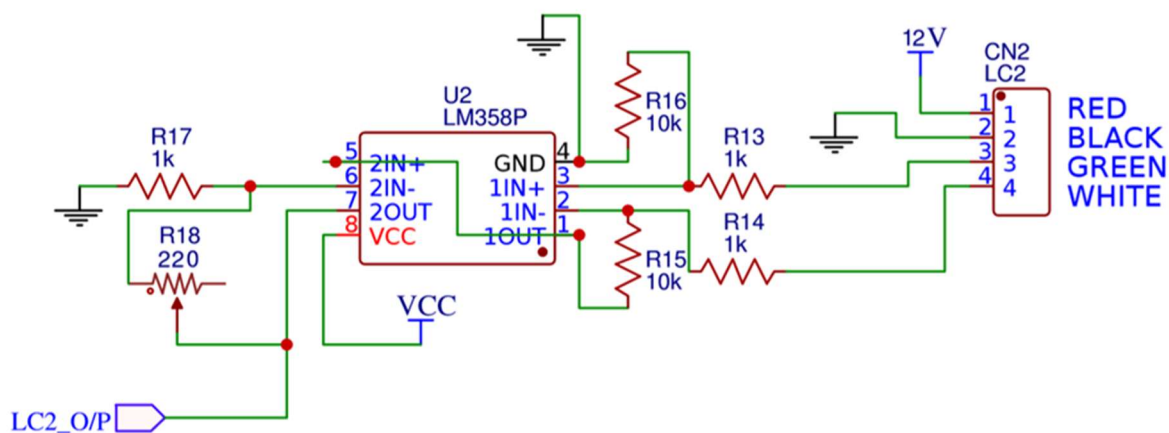 12V
CN2
LC2
U2
LM358P
R16
10k
R17
1k
R13
1k
1 1 RED
2 2 BLACK
3 3 GREEN
4 4 WHITE
5 2IN+ GND 4
6 2IN- 1IN+ 3
7 2OUT 1IN- 2
8 VCC 1OUT 1
R14
1k
R18
220
R15
10k
VCC
LC2_O/P